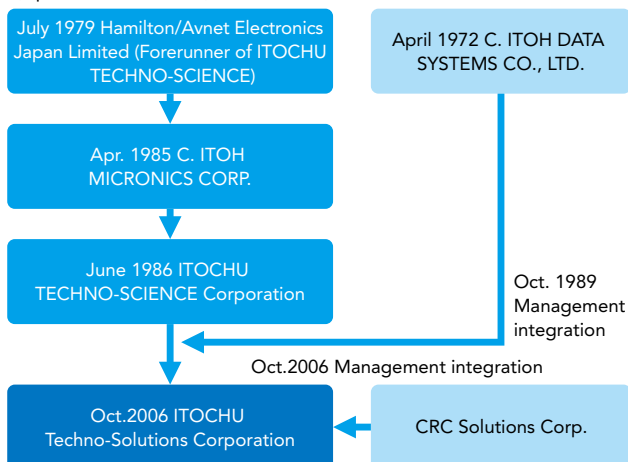 July 1979 Hamilton/Avnet Electronics
Japan Limited (Forerunner of ITOCHU
TECHNO-SCIENCE)
April 1972 C. ITOH DATA
SYSTEMS CO., LTD.
Apr. 1985 C. ITOH
MICRONICS CORP.
June 1986 ITOCHU
TECHNO-SCIENCE Corporation
Oct. 1989
Management
integration
Oct.2006 Management integration
Oct.2006 ITOCHU
Techno-Solutions Corporation
CRC Solutions Corp.